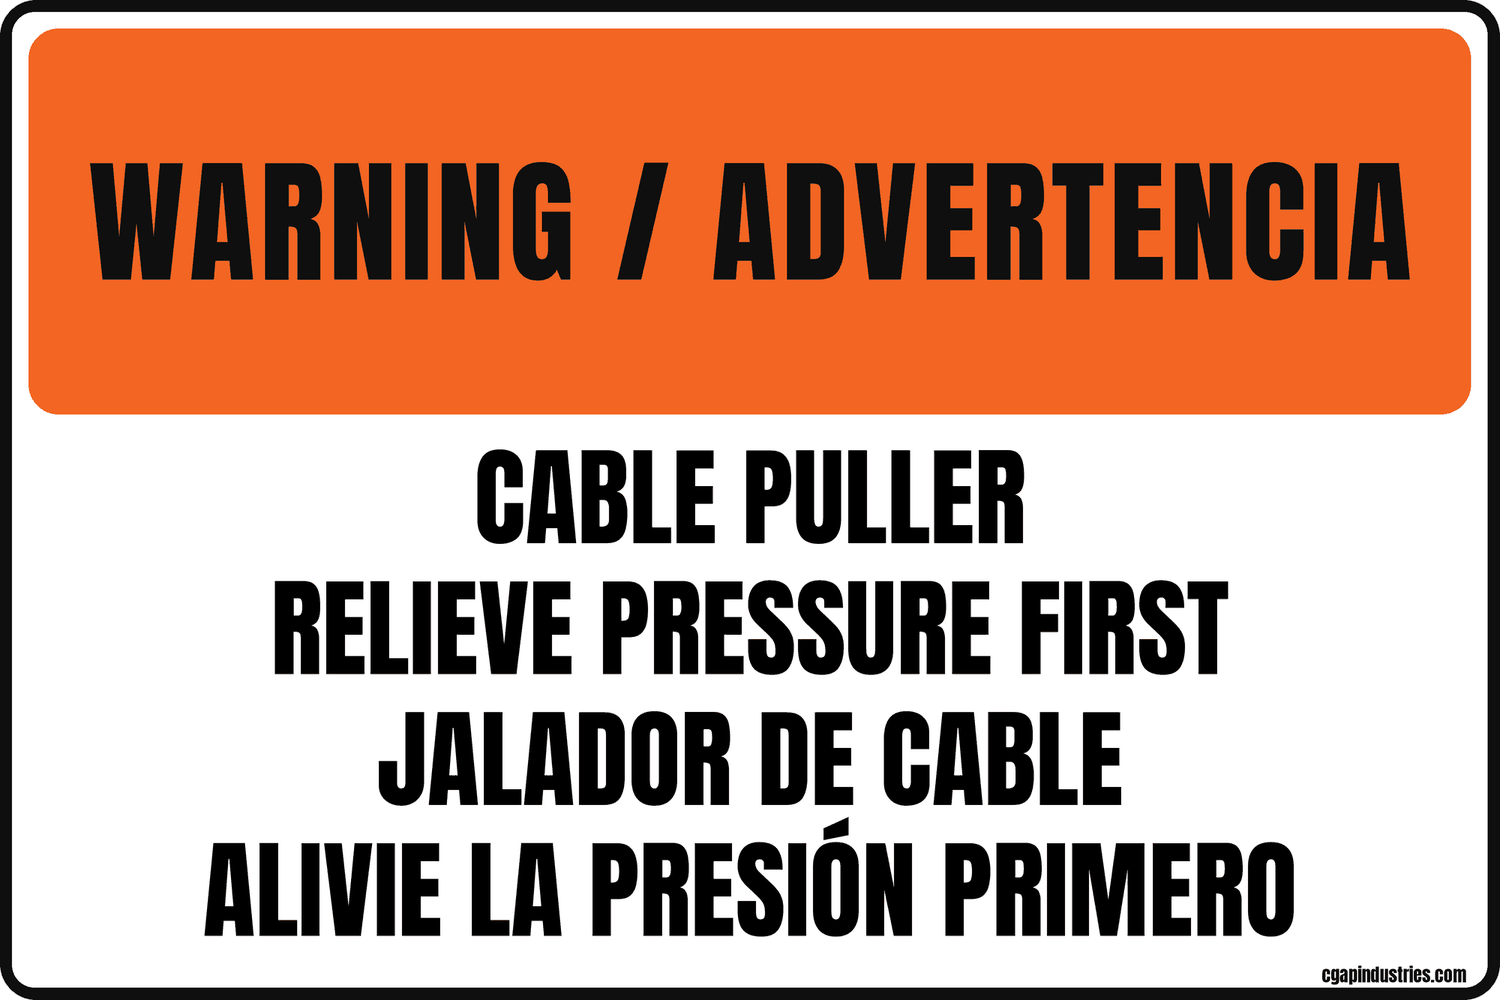 WARNING / ADVERTENCIA
CABLE PULLER
RELIEVE PRESSURE FIRST
JALADOR DE CABLE
ALIVIE LA PRESIÓN PRIMERO
cgapindustries.com